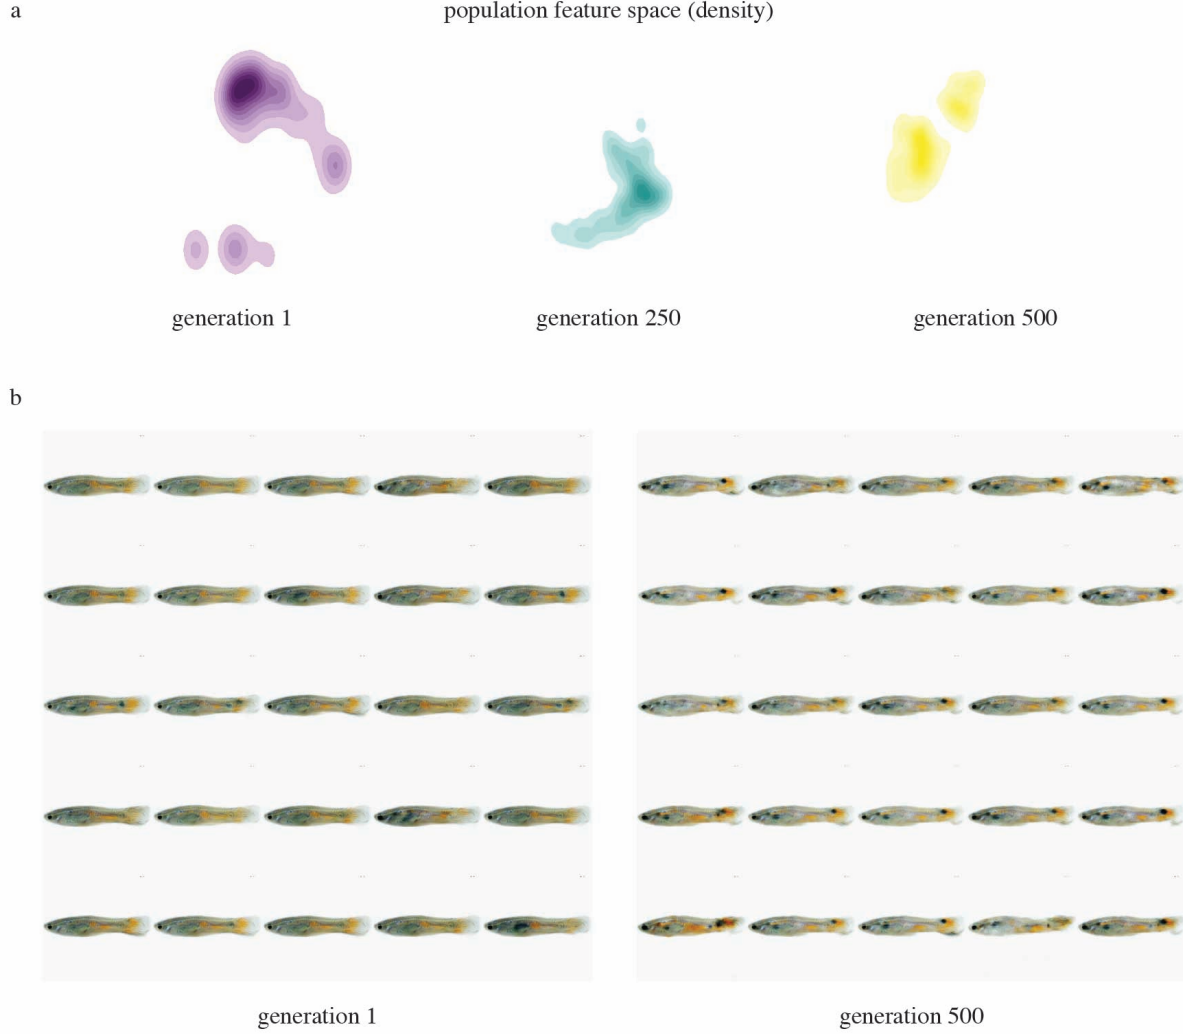 a
population feature space (density)
generation 1
generation 250
generation 500
b
generation 1
generation 500